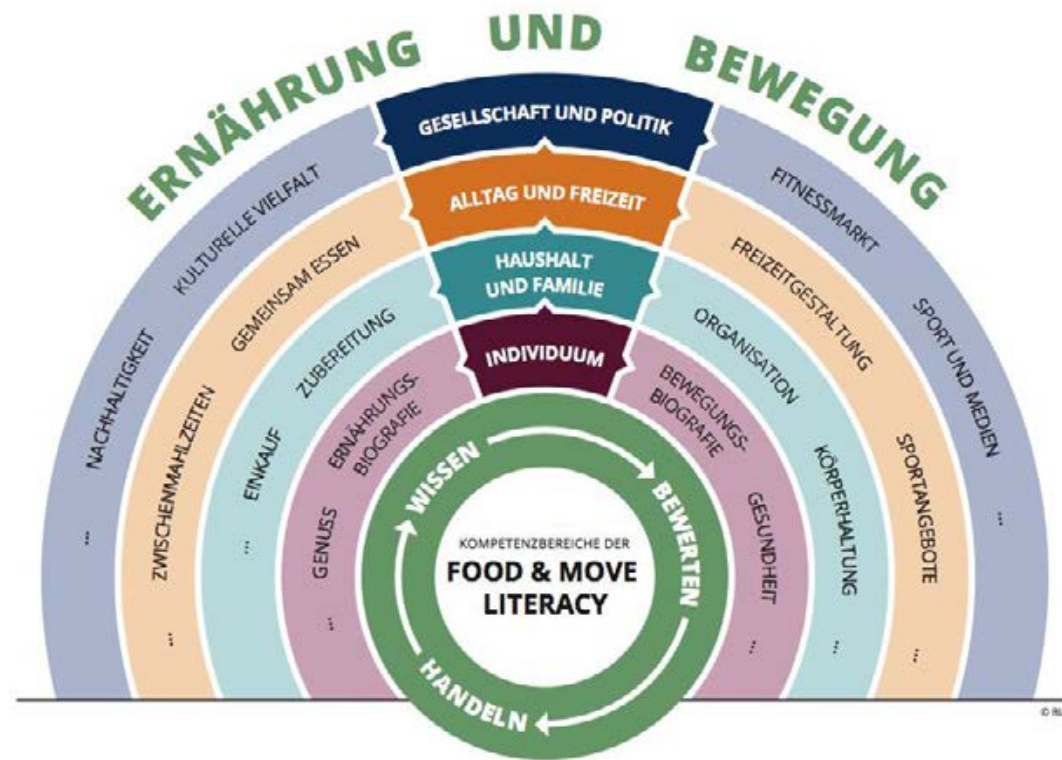 ERNÄHRUNG UND BEWEGUNG
GESELLSCHAFT UND POLITIK
ALLTAG UND FREIZEIT
HAUSHALT
UND FAMILIE
INDIVIDUUM
KULTURELLE VIELFALT
NACHHALTIGKEIT
...
GEMEINSAM ESSEN
ZWISCHENMAHLZEITEN
...
ZUBEREITUNG
EINKAUF
...
ERNÄHRUNGS-
BIOGRAFIE
GENUSS
...
FITNESSMARKT
SPORT UND MEDIEN
...
FREIZEITGESTALTUNG
SPORTANGEBOTE
...
ORGANISATION
KÖRPERHALTUNG
...
BEWEGUNGS-
BIOGRAFIE
GESUNDHEIT
...
WISSEN
BEWERTEN
HANDELN
KOMPETENZBEREICHE DER
FOOD & MOVE
LITERACY
©